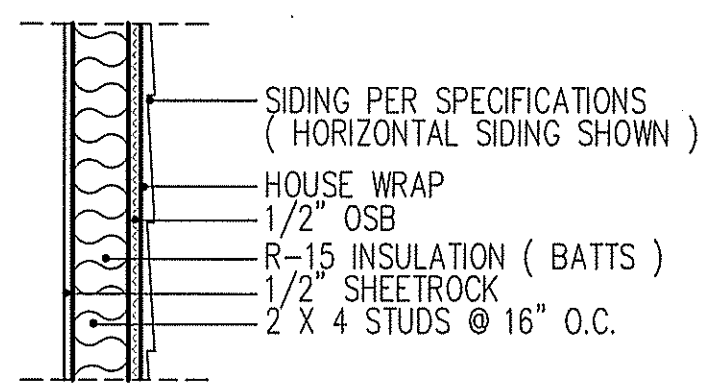 SIDING PER SPECIFICATIONS
( HORIZONTAL SIDING SHOWN )
HOUSE WRAP
1/2" OSB
R-15 INSULATION ( BATTS )
1/2" SHEETROCK
2 X 4 STUDS @ 16" O.C.